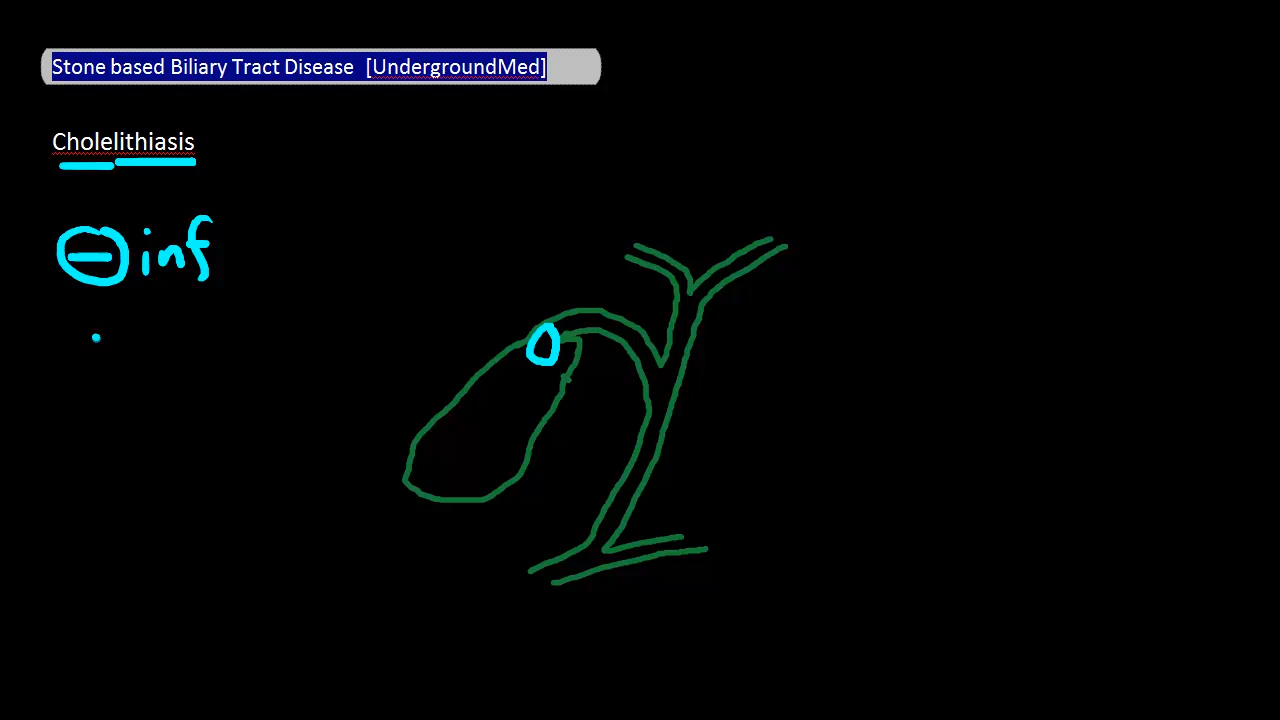 Stone based Biliary Tract Disease [UndergroundMed]
Cholelithiasis
⊖ inf